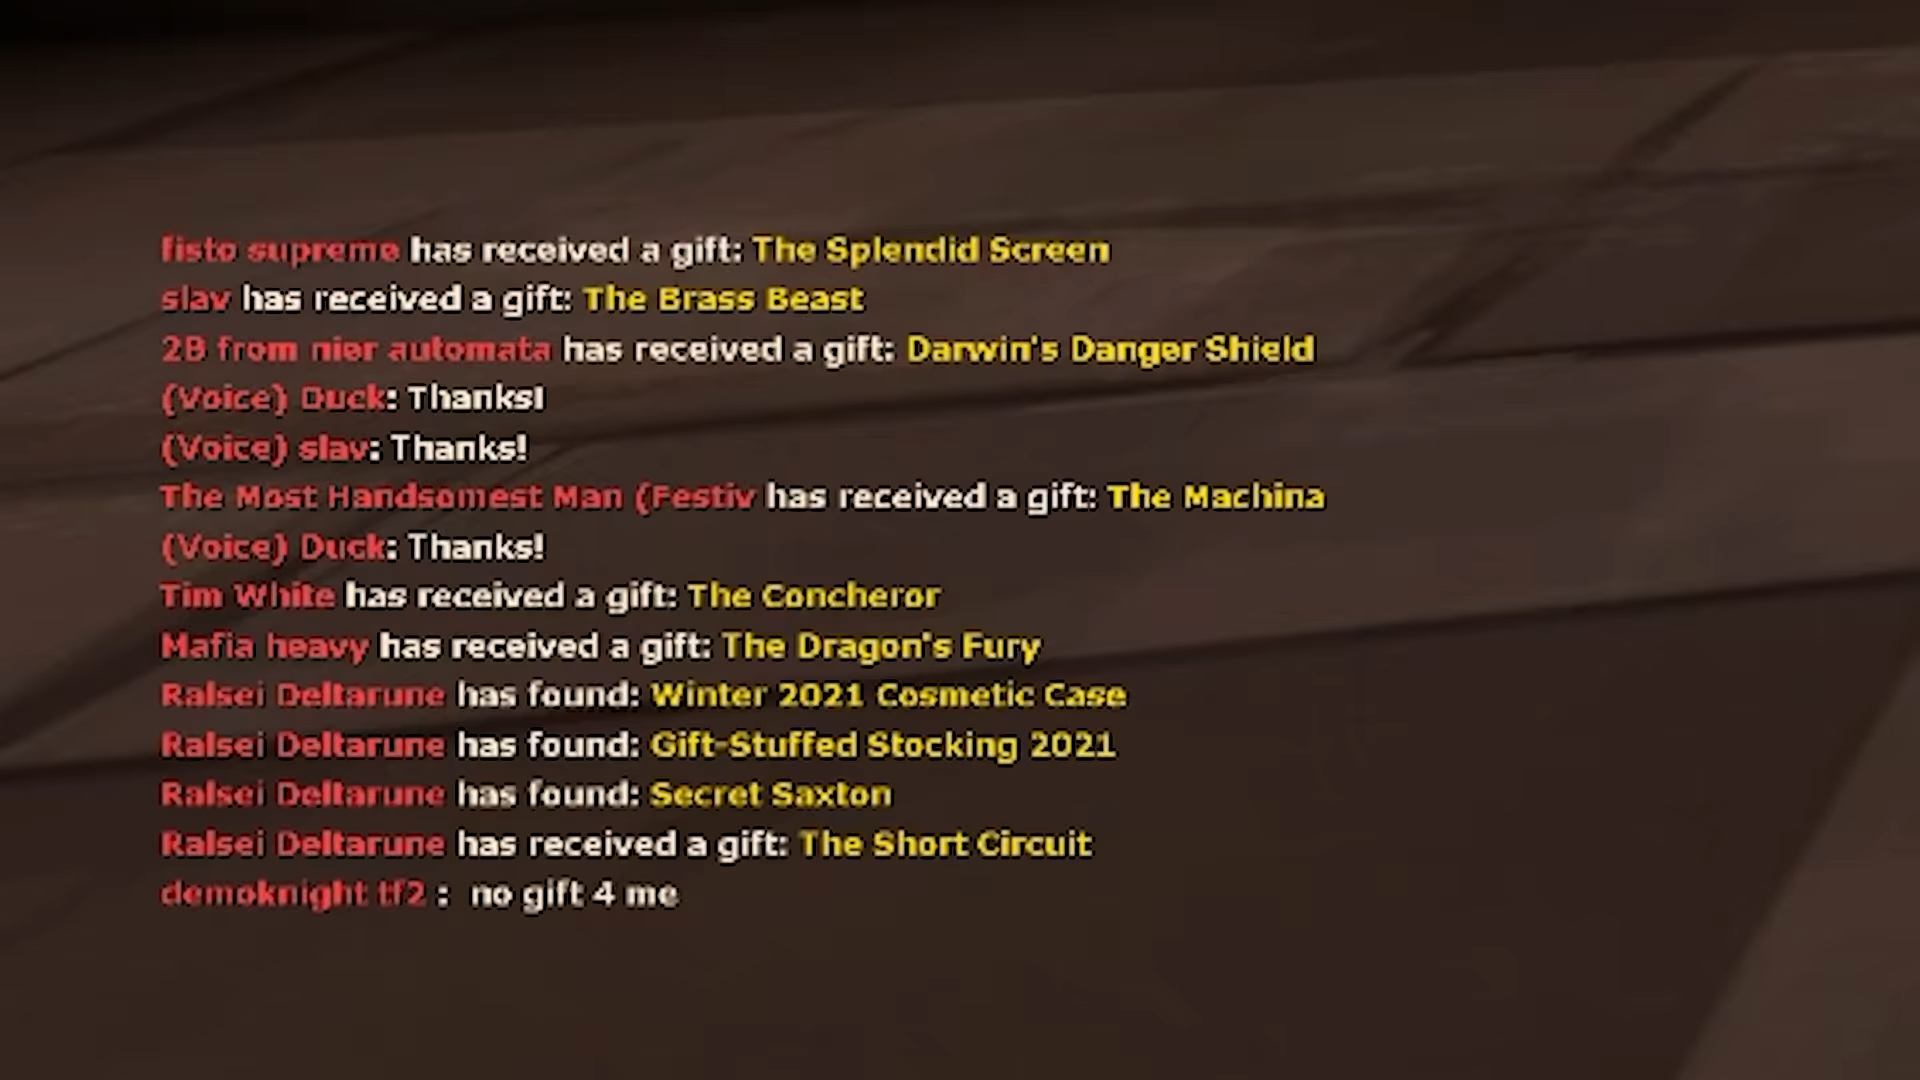 fisto supreme has received a gift: The Splendid Screen
slav has received a gift: The Brass Beast
2B from nier automata has received a gift: Darwin's Danger Shield
(Voice) Duck: Thanks!
(Voice) slav: Thanks!
The Most Handsomest Man (Festiv has received a gift: The Machina
(Voice) Duck: Thanks!
Tim White has received a gift: The Concheror
Mafia heavy has received a gift: The Dragon's Fury
Ralsei Deltarune has found: Winter 2021 Cosmetic Case
Ralsei Deltarune has found: Gift-Stuffed Stocking 2021
Ralsei Deltarune has found: Secret Saxton
Ralsei Deltarune has received a gift: The Short Circuit
demoknight tf2 :  no gift 4 me